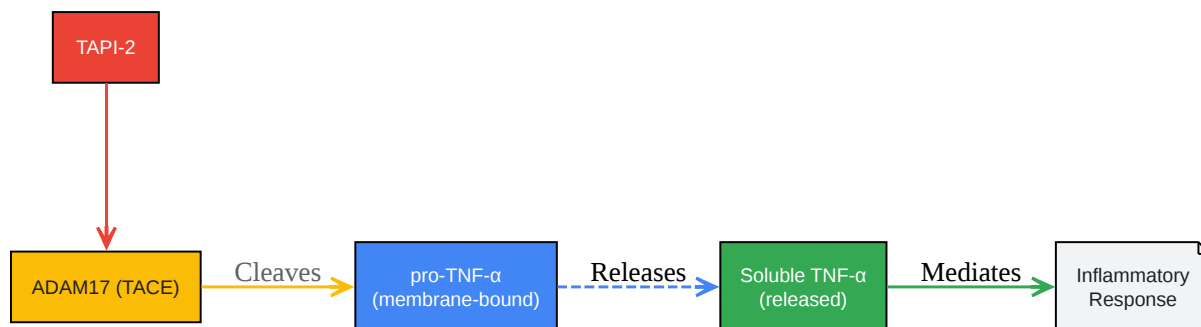 TAPI-2
ADAM17 (TACE)
Cleaves
pro-TNF-α
(membrane-bound)
Releases
Soluble TNF-α
(released)
Mediates
Inflammatory
Response